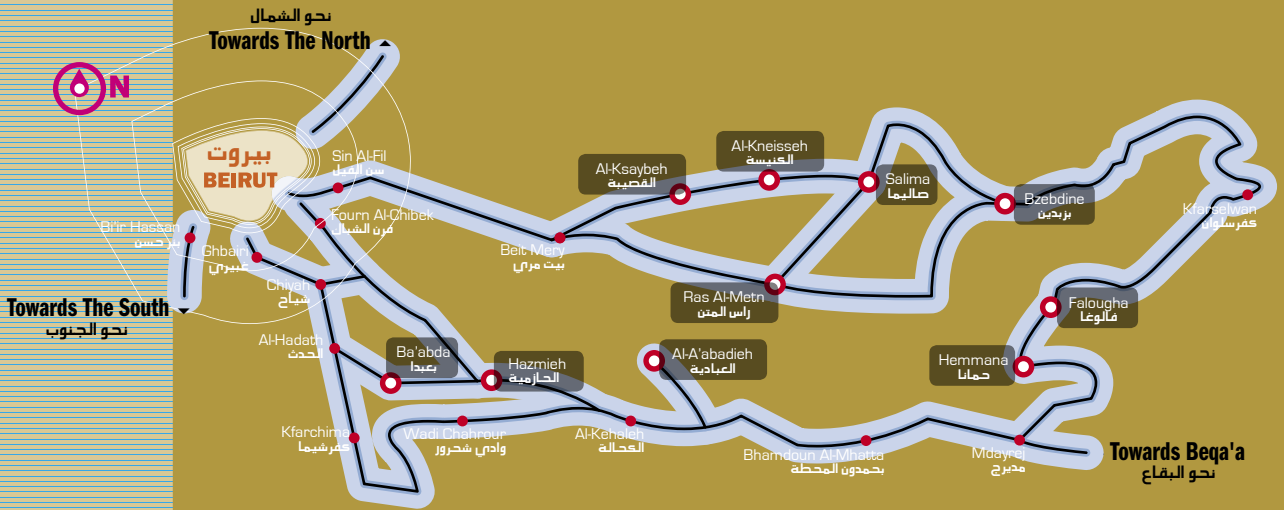 نحو الشمال
Towards The North
N
بيروت
BEIRUT
Sin Al-Fil
سن الفيل
Al-Ksaybeh
القصيبة
Al-Kneisseh
الكنيسة
Salima
صاليما
Bzebdine
بزبدين
Kfarselwan
كفرسلوان
Fourn Al-Chibek
فرن الشباك
Bi'ir Hassan
بئر حسن
Ghbairi
غبيري
Beit Mery
بيت مري
Chiyah
شياح
Ras Al-Metn
راس المتن
Falougha
فالوغا
Towards The South
نحو الجنوب
Al-Hadath
الحدث
Ba'abda
بعبدا
Hazmieh
الحازمية
Al-A'abadieh
العبادية
Hemmana
حمانا
Kfarchima
كفرشيما
Wadi Chahrour
وادي شحرور
Al-Kehaleh
الكحالة
Bhamdoun Al-Mhatta
بحمدون المحطة
Mdayrej
مديرج
Towards Beqa'a
نحو البقاع